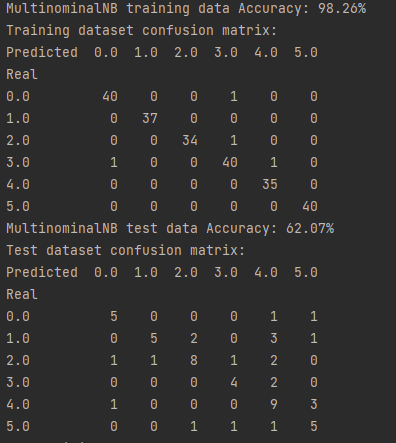 MultinominalNB training data Accuracy: 98.26%
Training dataset confusion matrix:
Predicted  0.0  1.0  2.0  3.0  4.0  5.0
Real
0.0         40    0    0    1    0    0
1.0          0   37    0    0    0    0
2.0          0    0   34    1    0    0
3.0          1    0    0   40    1    0
4.0          0    0    0    0   35    0
5.0          0    0    0    0    0   40
MultinominalNB test data Accuracy: 62.07%
Test dataset confusion matrix:
Predicted  0.0  1.0  2.0  3.0  4.0  5.0
Real
0.0          5    0    0    0    1    1
1.0          0    5    2    0    3    1
2.0          1    1    8    1    2    0
3.0          0    0    0    4    2    0
4.0          1    0    0    0    9    3
5.0          0    0    1    1    1    5